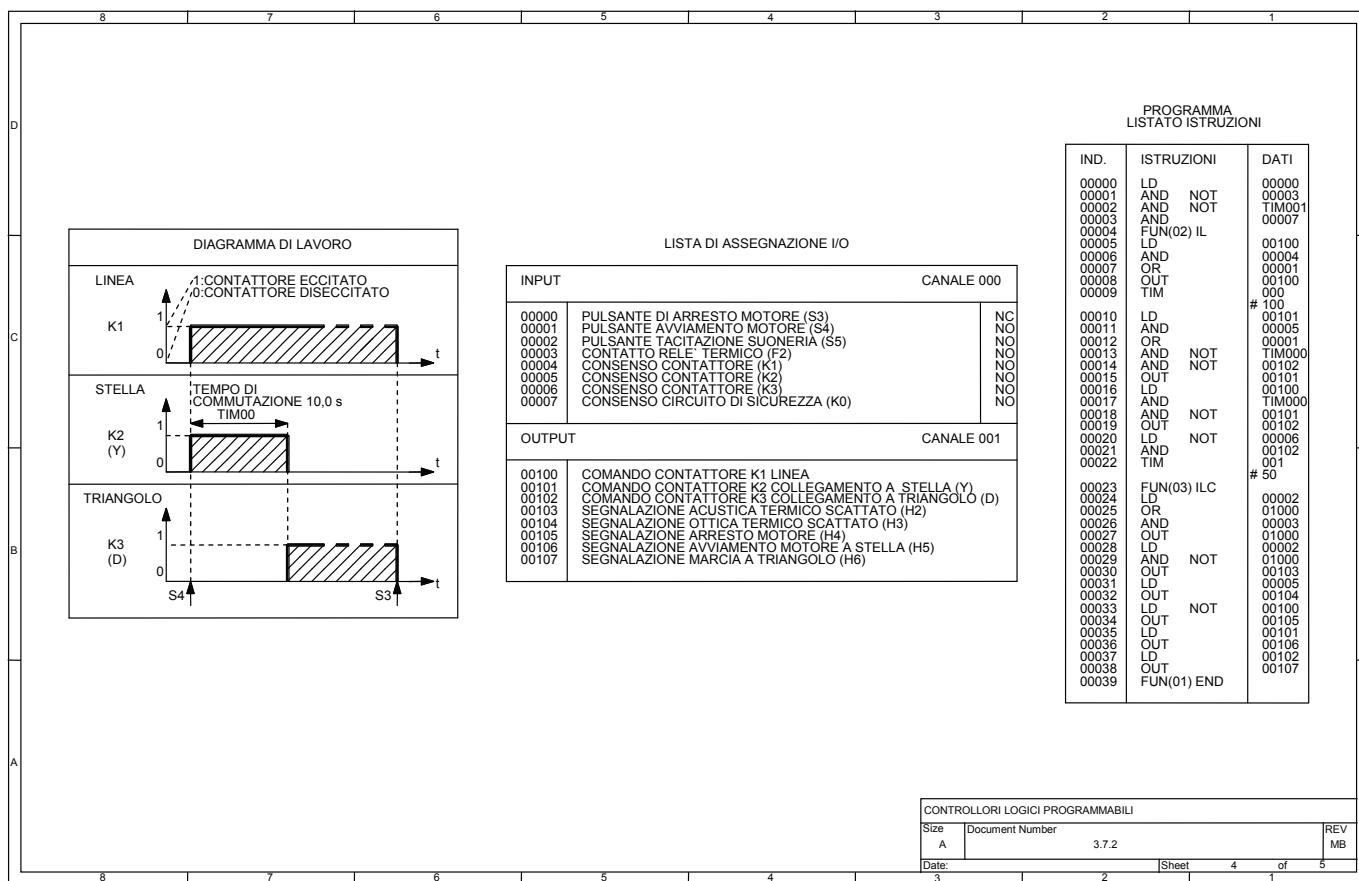 8 7 6 5 4 3 2 1
D
C
B
A
DIAGRAMMA DI LAVORO
LINEA
1:CONTATTORE ECCITATO
0:CONTATTORE DISECCITATO
1
K1
0
t
STELLA
TEMPO DI
COMMUTAZIONE 10,0 s
TIM00
1
K2
(Y)
0
t
TRIANGOLO
1
K3
(D)
0
t
S4
S3
LISTA DI ASSEGNAZIONE I/O
INPUT CANALE 000
00000 PULSANTE DI ARRESTO MOTORE (S3) NC
00001 PULSANTE AVVIAMENTO MOTORE (S4) NO
00002 PULSANTE TACITAZIONE SUONERIA (S5) NO
00003 CONTATTO RELE` TERMICO (F2) NO
00004 CONSENSO CONTATTORE (K1) NO
00005 CONSENSO CONTATTORE (K2) NO
00006 CONSENSO CONTATTORE (K3) NO
00007 CONSENSO CIRCUITO DI SICUREZZA (K0) NO
OUTPUT CANALE 001
00100 COMANDO CONTATTORE K1 LINEA
00101 COMANDO CONTATTORE K2 COLLEGAMENTO A STELLA (Y)
00102 COMANDO CONTATTORE K3 COLLEGAMENTO A TRIANGOLO (D)
00103 SEGNALAZIONE ACUSTICA TERMICO SCATTATO (H2)
00104 SEGNALAZIONE OTTICA TERMICO SCATTATO (H3)
00105 SEGNALAZIONE ARRESTO MOTORE (H4)
00106 SEGNALAZIONE AVVIAMENTO MOTORE A STELLA (H5)
00107 SEGNALAZIONE MARCIA A TRIANGOLO (H6)
PROGRAMMA
LISTATO ISTRUZIONI
IND. ISTRUZIONI DATI
00000 LD 00000
00001 AND NOT 00003
00002 AND NOT TIM001
00003 AND 00007
00004 FUN(02) IL
00005 LD 00100
00006 AND 00004
00007 OR 00001
00008 OUT 00100
00009 TIM 000
# 100
00010 LD 00101
00011 AND 00005
00012 OR 00001
00013 AND NOT TIM000
00014 AND NOT 00102
00015 OUT 00101
00016 LD 00100
00017 AND TIM000
00018 AND NOT 00101
00019 OUT 00102
00020 LD NOT 00006
00021 AND 00102
00022 TIM 001
# 50
00023 FUN(03) ILC
00024 LD 00002
00025 OR 01000
00026 AND 00003
00027 OUT 01000
00028 LD 00002
00029 AND NOT 01000
00030 OUT 00103
00031 LD 00005
00032 OUT 00104
00033 LD NOT 00100
00034 OUT 00105
00035 LD 00101
00036 OUT 00106
00037 LD 00102
00038 OUT 00107
00039 FUN(01) END
CONTROLLORI LOGICI PROGRAMMABILI
Size Document Number REV
A 3.7.2 MB
Date: Sheet 4 of 5
8 7 6 5 4 3 2 1